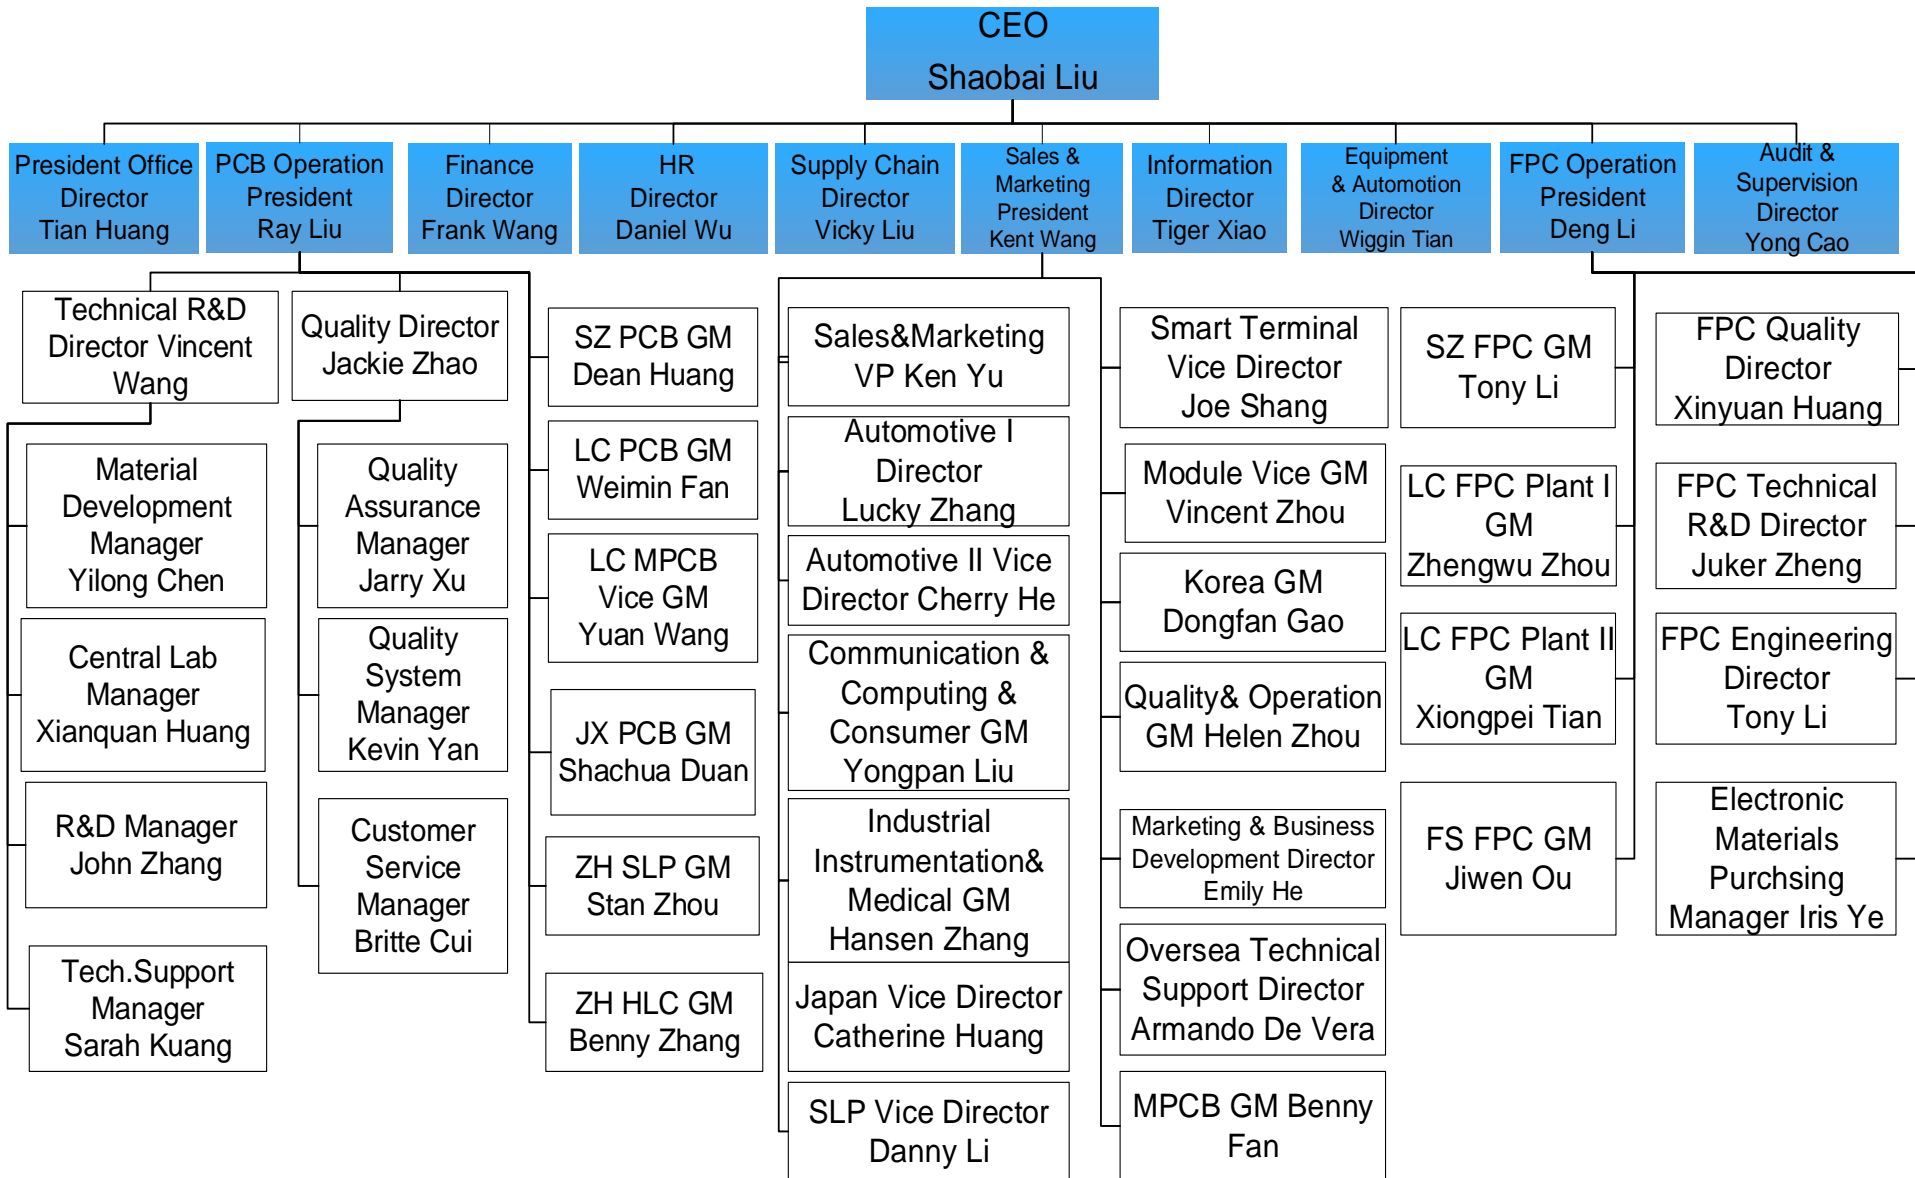 CEO
Shaobai Liu
President Office
Director
Tian Huang
PCB Operation
President
Ray Liu
Finance
Director
Frank Wang
HR
Director
Daniel Wu
Supply Chain
Director
Vicky Liu
Sales &
Marketing
President
Kent Wang
Information
Director
Tiger Xiao
Equipment
& Automotion
Director
Wiggin Tian
FPC Operation
President
Deng Li
Audit &
Supervision
Director
Yong Cao
Technical R&D
Director Vincent
Wang
Material
Development
Manager
Yilong Chen
Central Lab
Manager
Xianquan Huang
R&D Manager
John Zhang
Tech.Support
Manager
Sarah Kuang
Quality Director
Jackie Zhao
Quality
Assurance
Manager
Jarry Xu
Quality
System
Manager
Kevin Yan
Customer
Service
Manager
Britte Cui
SZ PCB GM
Dean Huang
LC PCB GM
Weimin Fan
LC MPCB
Vice GM
Yuan Wang
JX PCB GM
Shachua Duan
ZH SLP GM
Stan Zhou
ZH HLC GM
Benny Zhang
Sales&Marketing
VP Ken Yu
Automotive I
Director
Lucky Zhang
Automotive II Vice
Director Cherry He
Communication &
Computing &
Consumer GM
Yongpan Liu
Industrial
Instrumentation&
Medical GM
Hansen Zhang
Japan Vice Director
Catherine Huang
SLP Vice Director
Danny Li
Smart Terminal
Vice Director
Joe Shang
Module Vice GM
Vincent Zhou
Korea GM
Dongfan Gao
Quality& Operation
GM Helen Zhou
Marketing & Business
Development Director
Emily He
Oversea Technical
Support Director
Armando De Vera
MPCB GM Benny
Fan
SZ FPC GM
Tony Li
LC FPC Plant I
GM
Zhengwu Zhou
LC FPC Plant II
GM
Xiongpei Tian
FS FPC GM
Jiwen Ou
FPC Quality
Director
Xinyuan Huang
FPC Technical
R&D Director
Juker Zheng
FPC Engineering
Director
Tony Li
Electronic
Materials
Purchsing
Manager Iris Ye